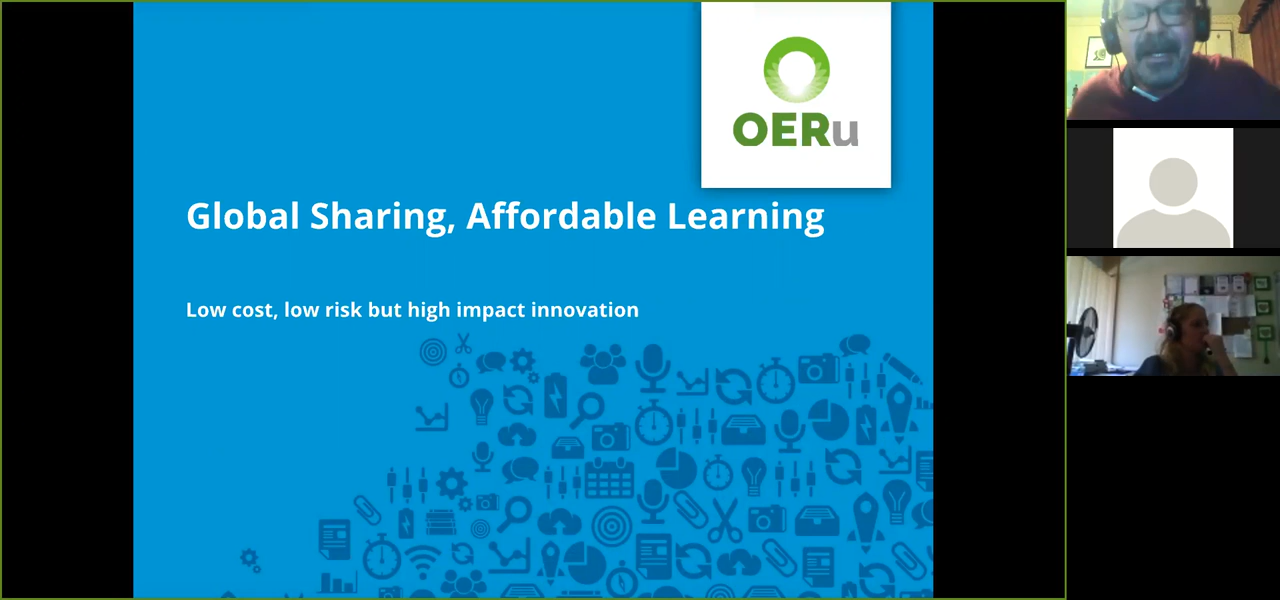 OERu
Global Sharing, Affordable Learning
Low cost, low risk but high impact innovation